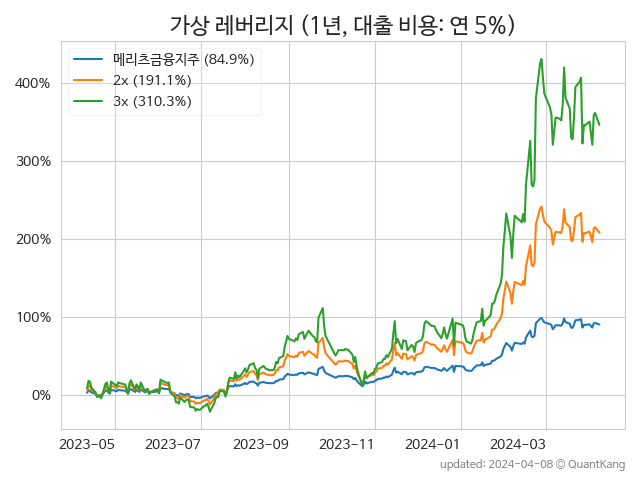 가상 레버리지 (1년, 대출 비용: 연 5%)
메리츠금융지주 (84.9%)
2x (191.1%)
3x (310.3%)
400%
300%
200%
100%
0%
2023-05 2023-07 2023-09 2023-11 2024-01 2024-03
updated: 2024-04-08 © QuantKang